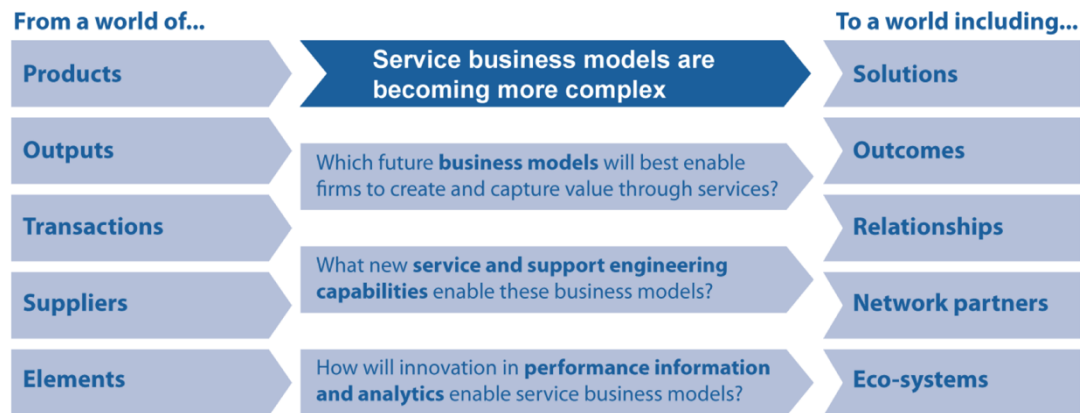 From a world of...
To a world including...
Products
Service business models are
becoming more complex
Solutions
Outputs
Which future business models will best enable
firms to create and capture value through services?
Outcomes
Transactions
Relationships
What new service and support engineering
capabilities enable these business models?
Suppliers
Network partners
Elements
How will innovation in performance information
and analytics enable service business models?
Eco-systems